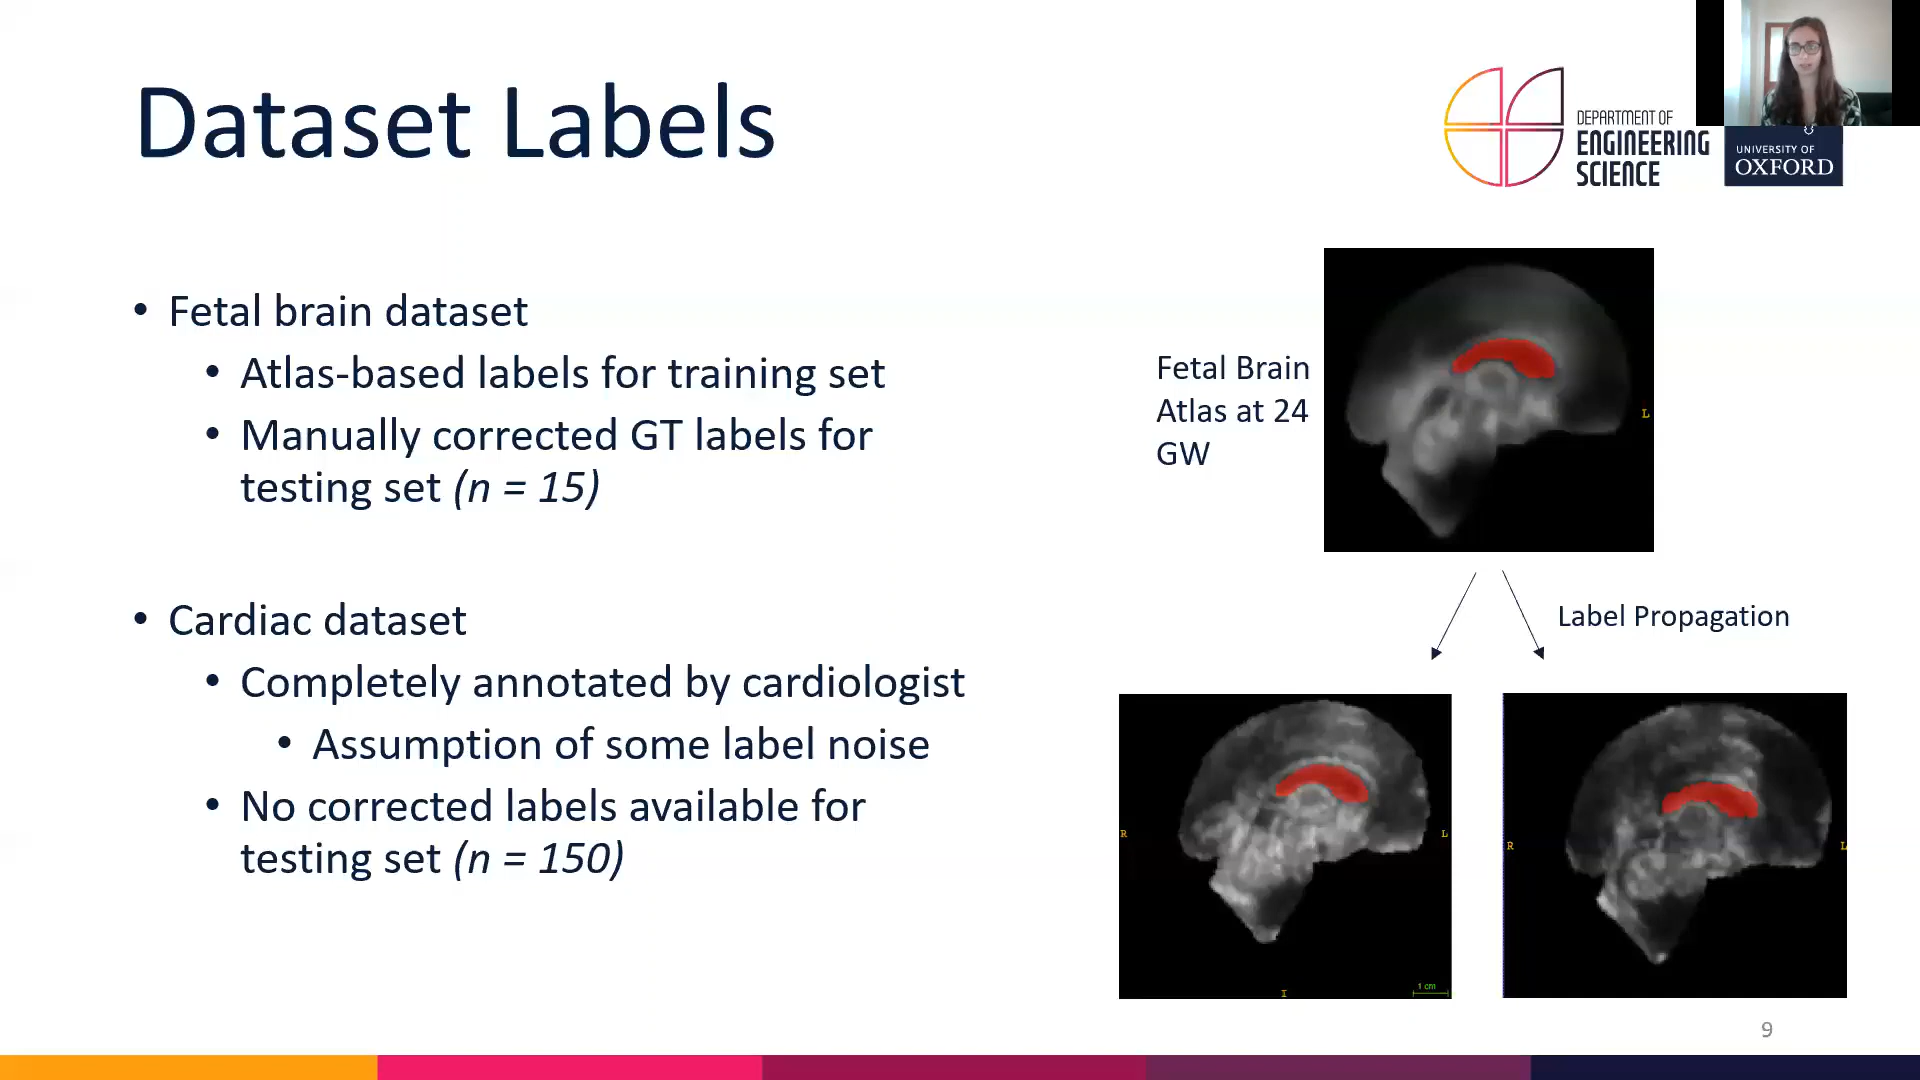 Dataset Labels
DEPARTMENT OF
ENGINEERING
SCIENCE
UNIVERSITY OF
OXFORD
• Fetal brain dataset
• Atlas-based labels for training set
• Manually corrected GT labels for
testing set (n = 15)
• Cardiac dataset
• Completely annotated by cardiologist
• Assumption of some label noise
• No corrected labels available for
testing set (n = 150)
Fetal Brain
Atlas at 24
GW
L
Label Propagation
R
L
I
1 cm
R
L
9